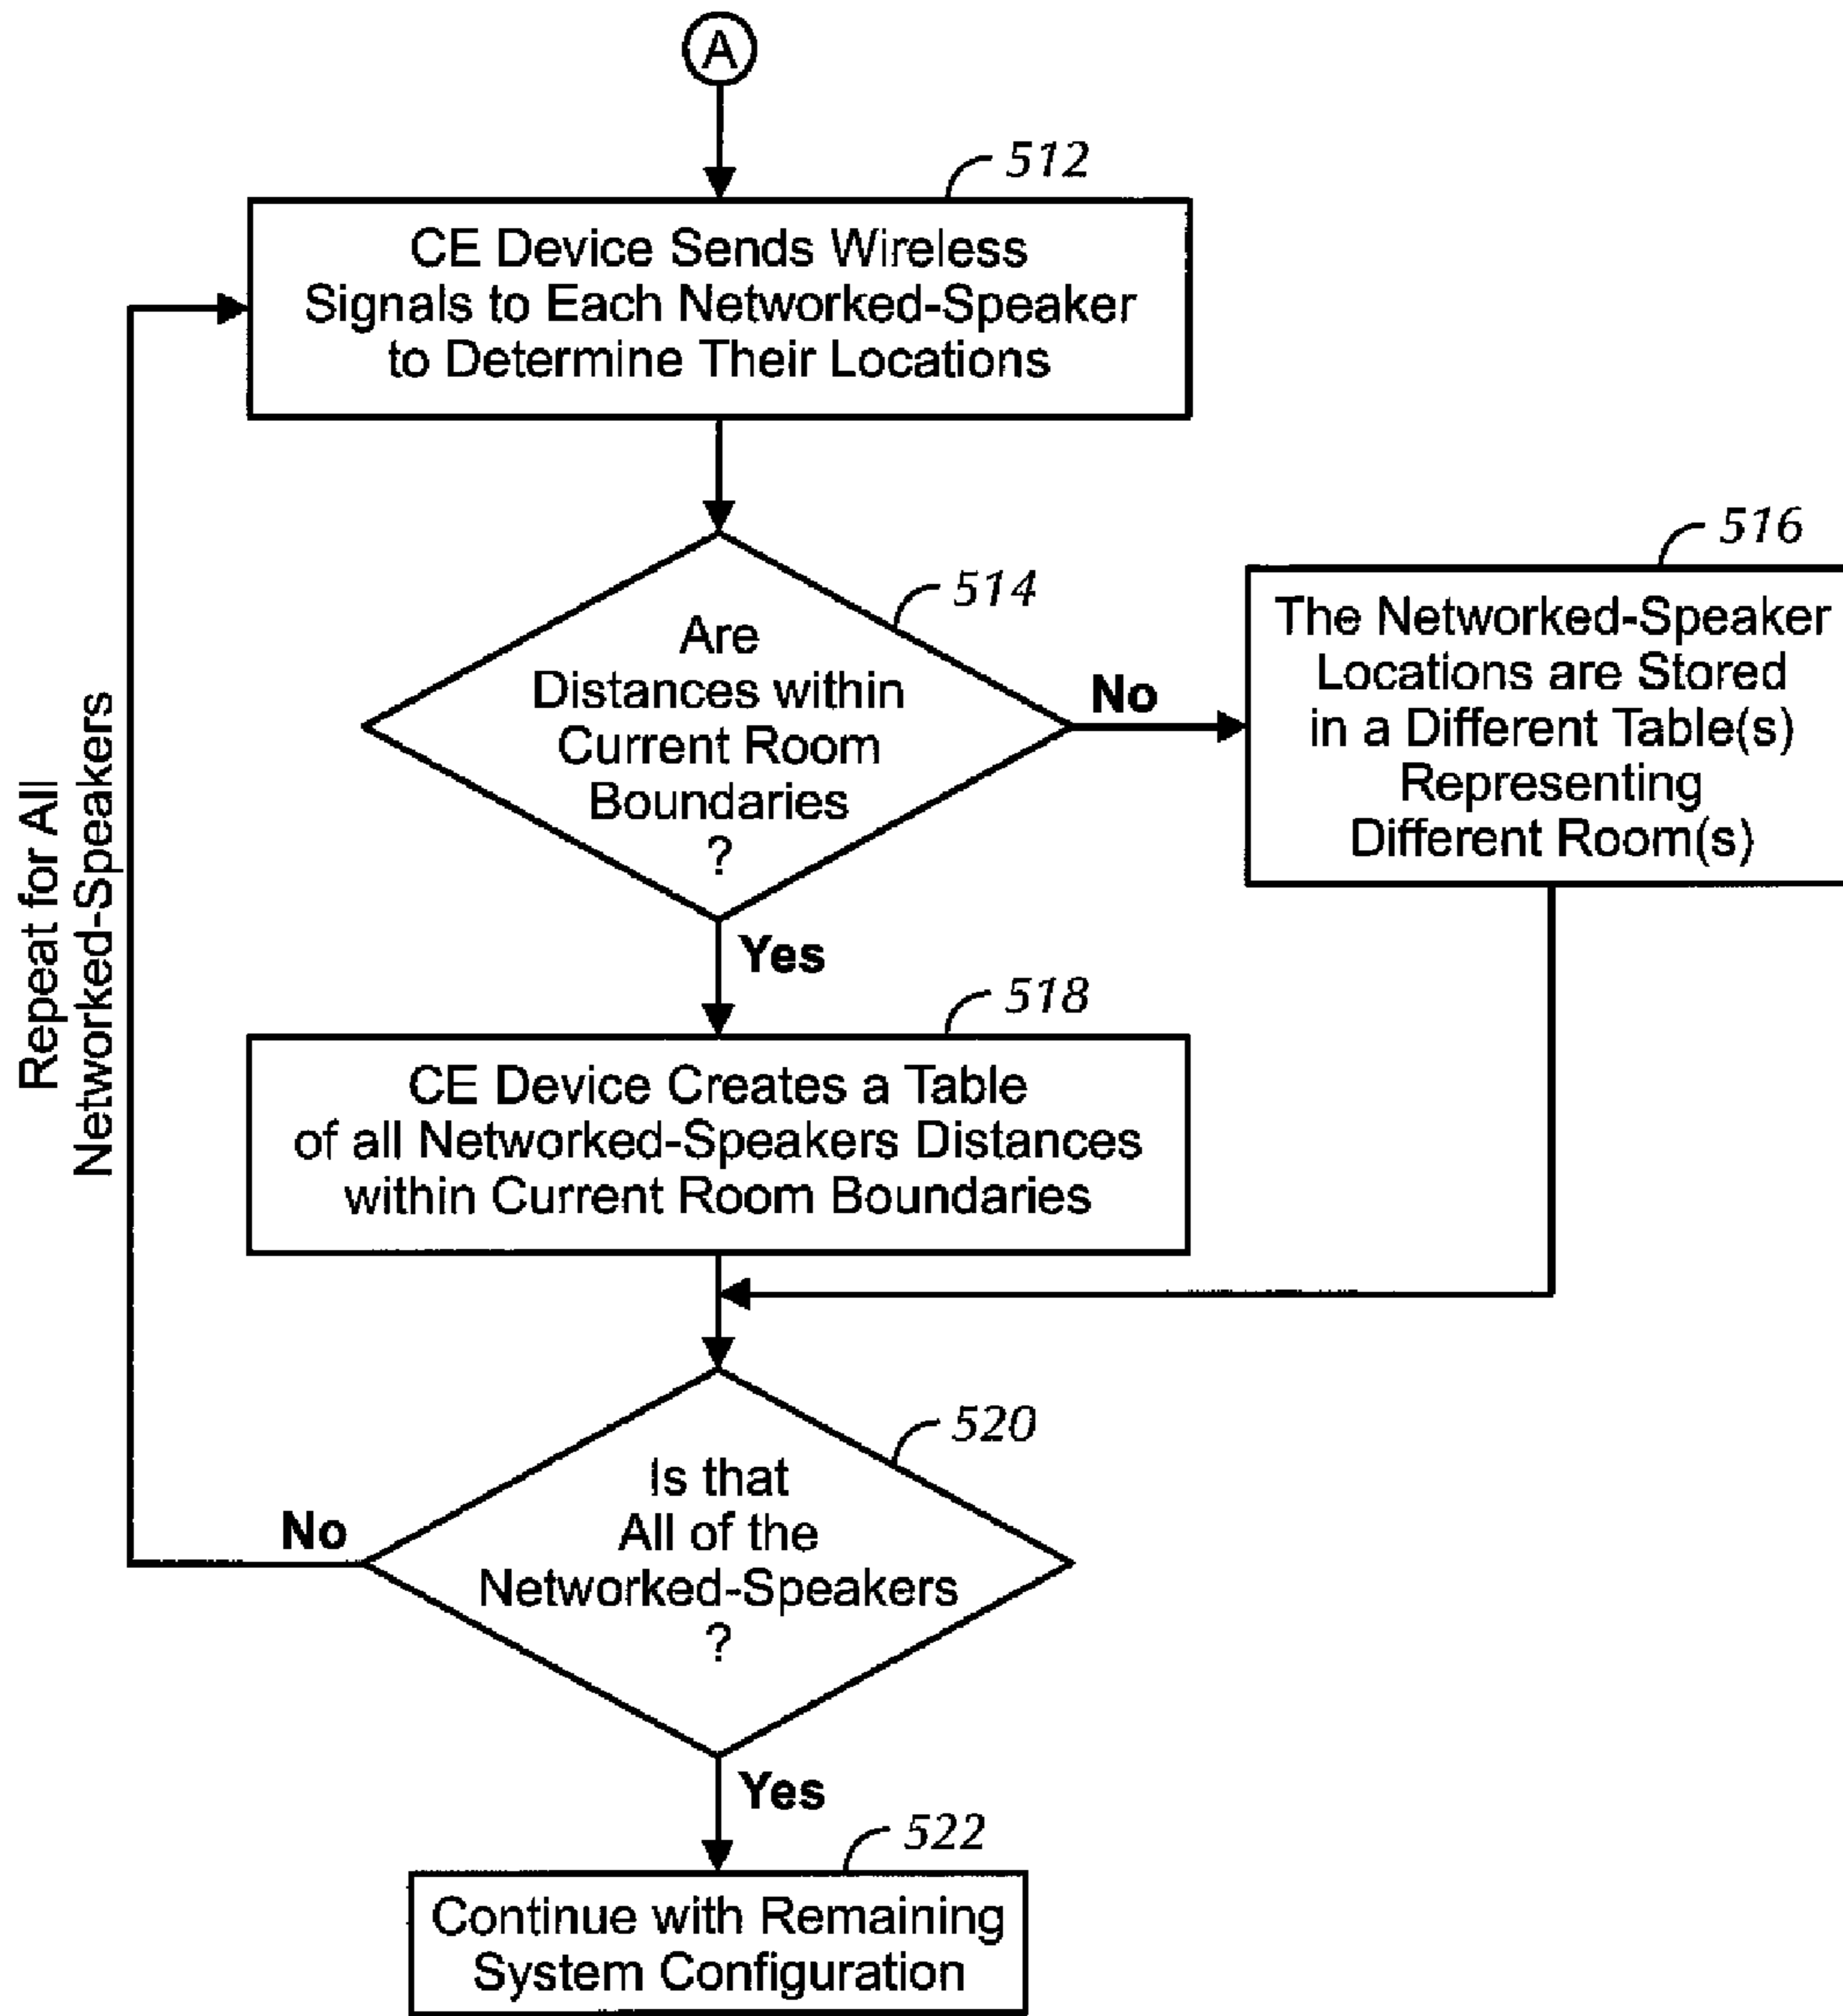 A
512
CE Device Sends Wireless
Signals to Each Networked-Speaker
to Determine Their Locations
514
Are
Distances within
Current Room
Boundaries
?
No
516
The Networked-Speaker
Locations are Stored
in a Different Table(s)
Representing
Different Room(s)
Yes
518
CE Device Creates a Table
of all Networked-Speakers Distances
within Current Room Boundaries
520
Is that
All of the
Networked-Speakers
?
No
Repeat for All
Networked-Speakers
Yes
522
Continue with Remaining
System Configuration